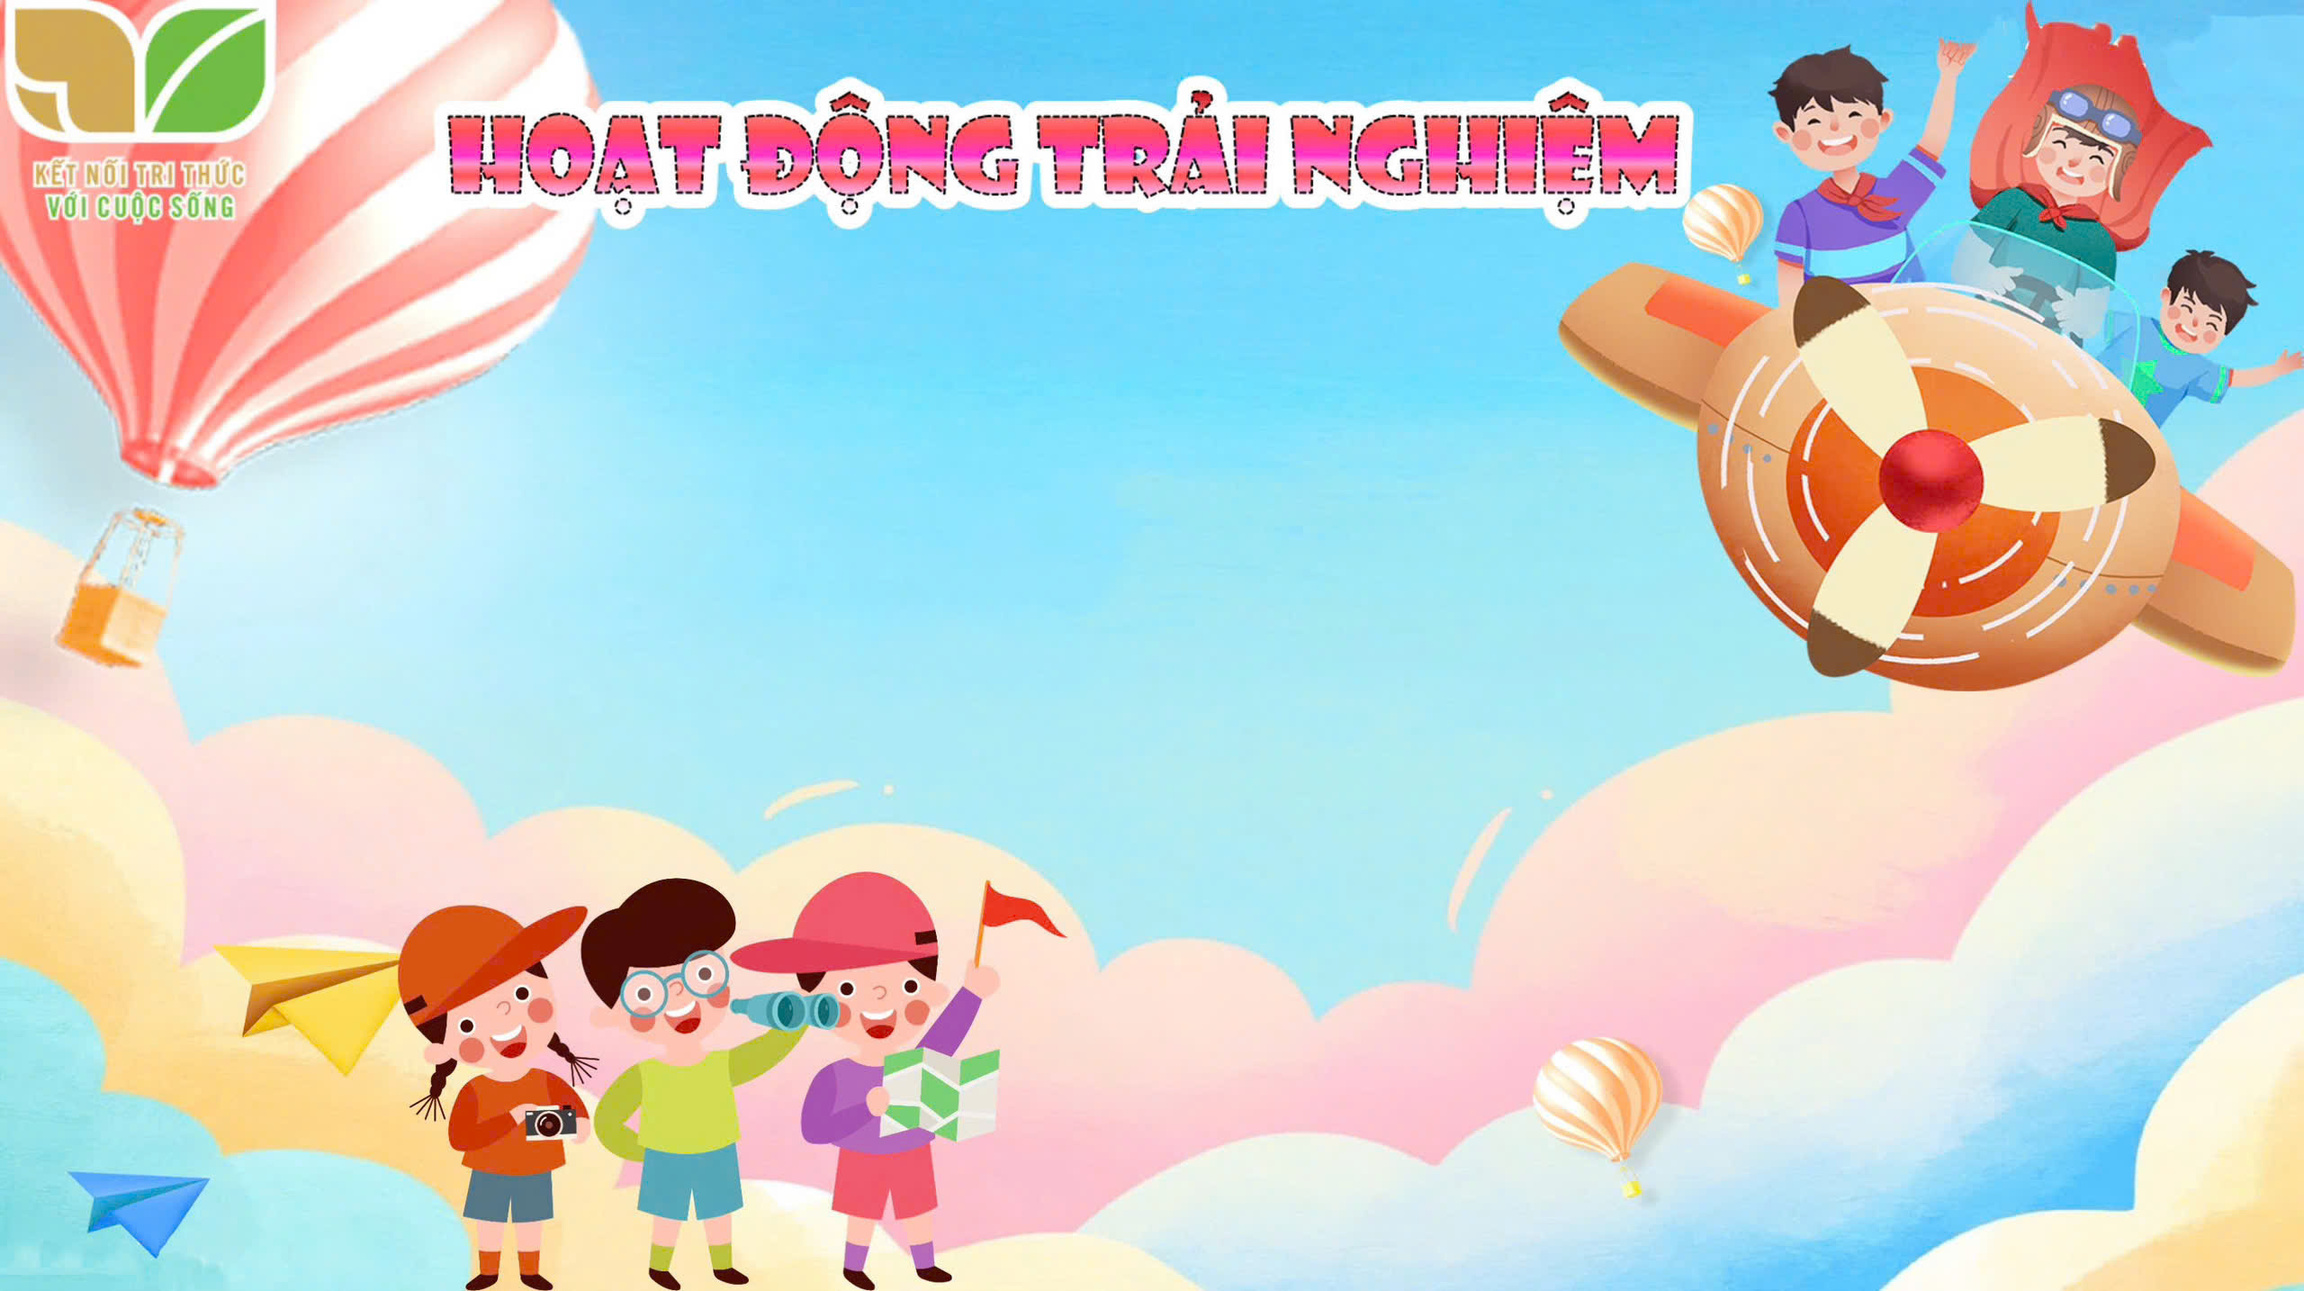 KẾT NỐI TRI THỨC
VỚI CUỘC SỐNG
HOẠT ĐỘNG TRẢI NGHIỆM